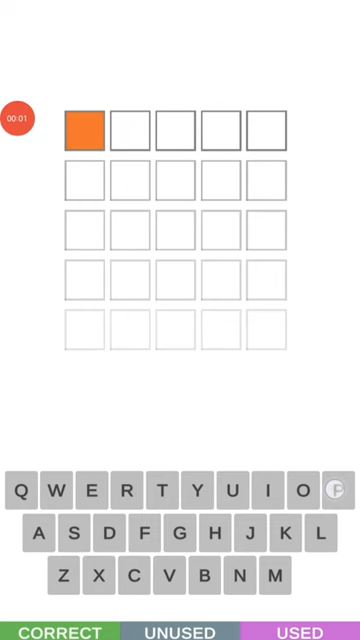 00:01
Q W E R T Y U I O P
A S D F G H J K L
Z X C V B N M
CORRECT UNUSED USED